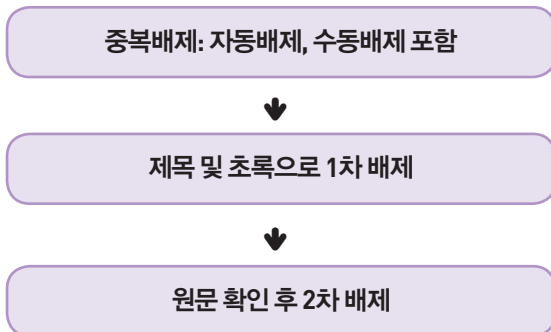 중복배제: 자동배제, 수동배제 포함
제목 및 초록으로 1차 배제
원문 확인 후 2차 배제